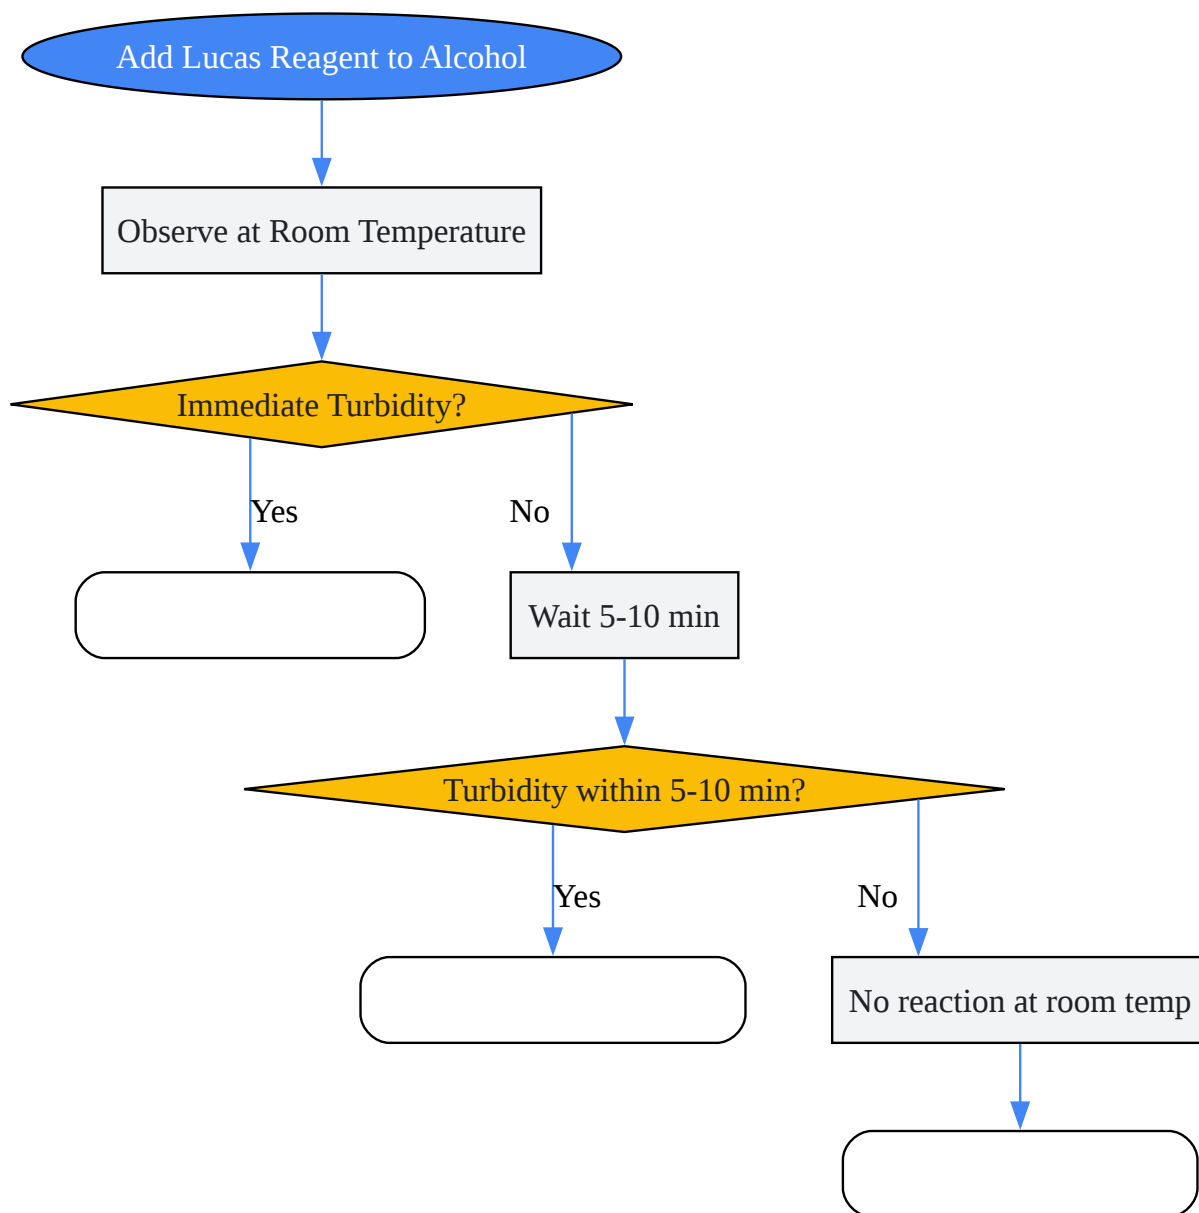 Add Lucas Reagent to Alcohol
Observe at Room Temperature
Immediate Turbidity?
Yes
No
Wait 5-10 min
Turbidity within 5-10 min?
Yes
No
No reaction at room temp